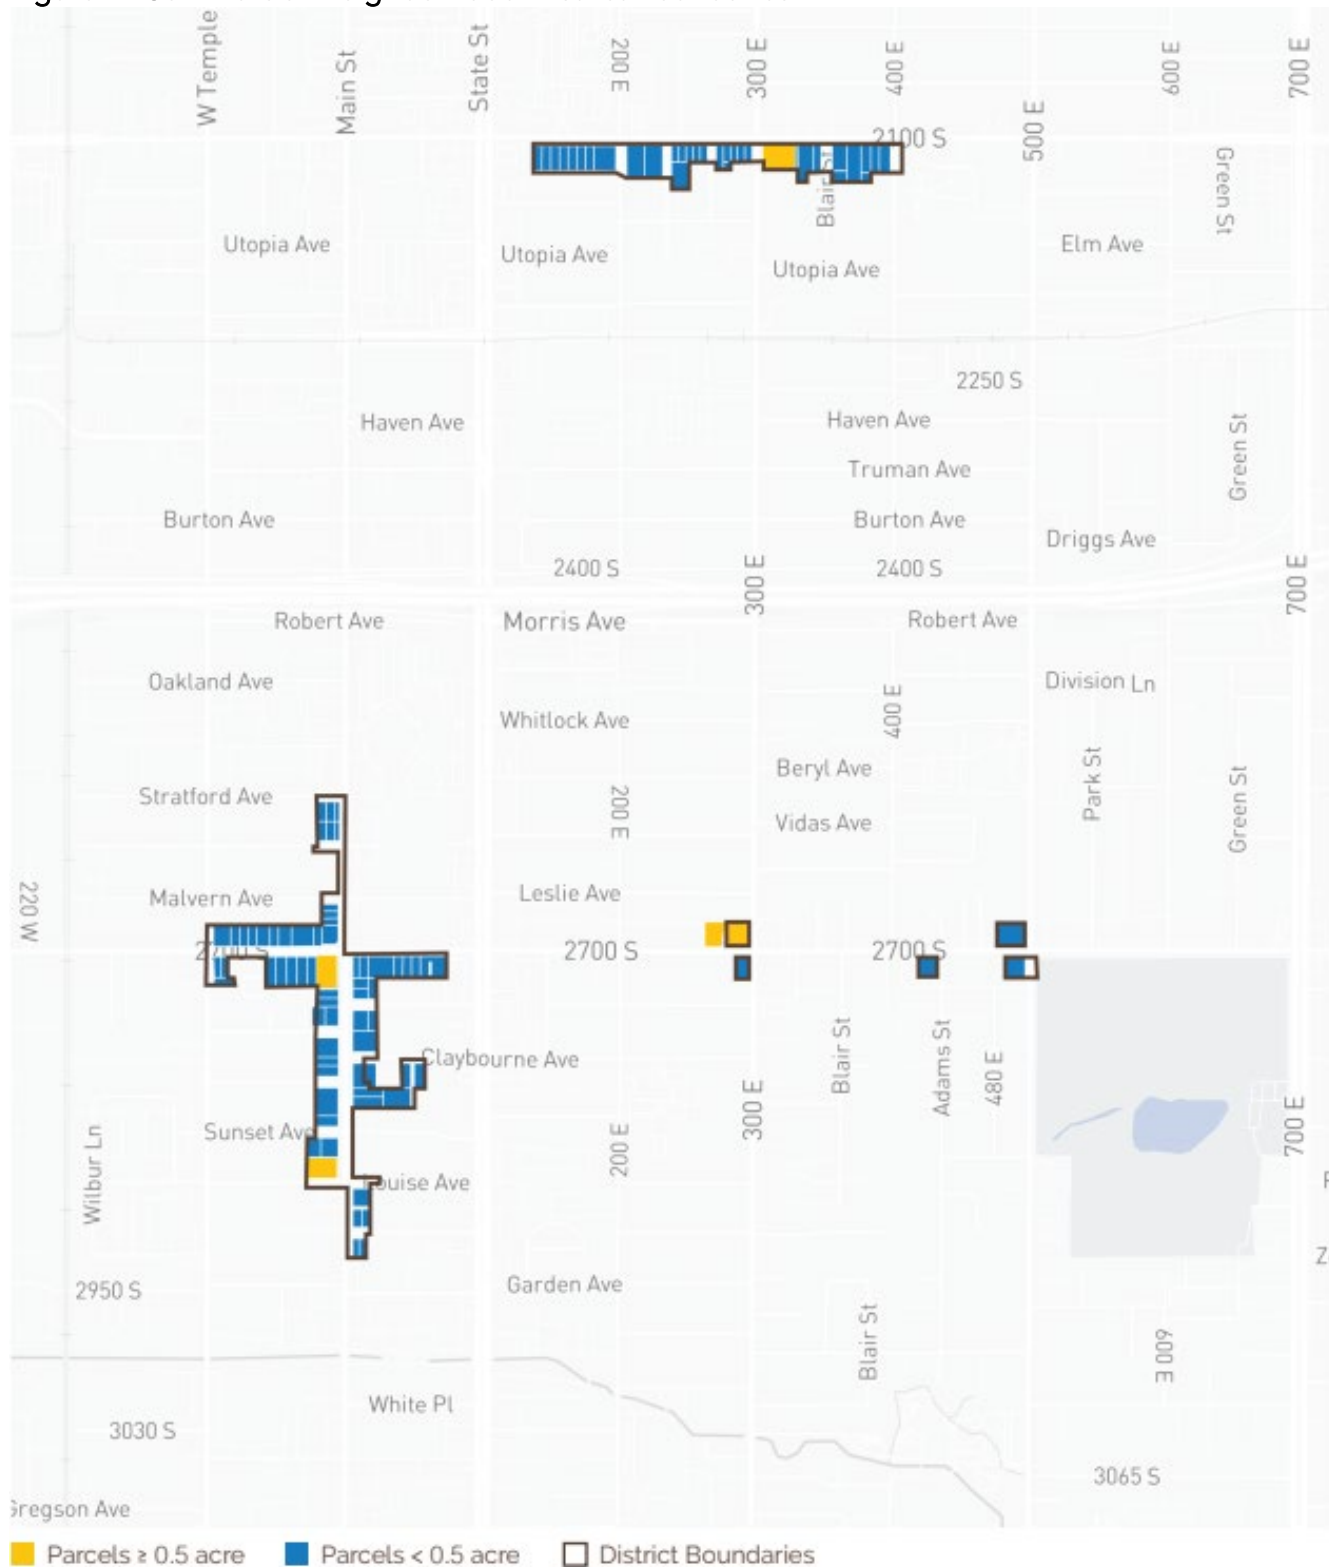 W Temple
Main St
State St
200 E
300 E
400 E
600 E
700 E
2100 S
500 E
Green St
Blair St
Utopia Ave
Utopia Ave
Utopia Ave
Elm Ave
2250 S
Haven Ave
Haven Ave
Truman Ave
Green St
Burton Ave
Burton Ave
Driggs Ave
2400 S
300 E
2400 S
700 E
Robert Ave
Morris Ave
Robert Ave
Oakland Ave
Division Ln
Whitlock Ave
400 E
Beryl Ave
Park St
Stratford Ave
200 E
Vidas Ave
Green St
220 W
Malvern Ave
Leslie Ave
2700 S
2700 S
2700 S
Claybourne Ave
Blair St
Adams St
480 E
300 E
700 E
Sunset Ave
Wilbur Ln
200 E
Louise Ave
2950 S
Garden Ave
Blair St
600 E
White Pl
3030 S
3065 S
Gregson Ave
Parcels ≥ 0.5 acre
Parcels < 0.5 acre
District Boundaries